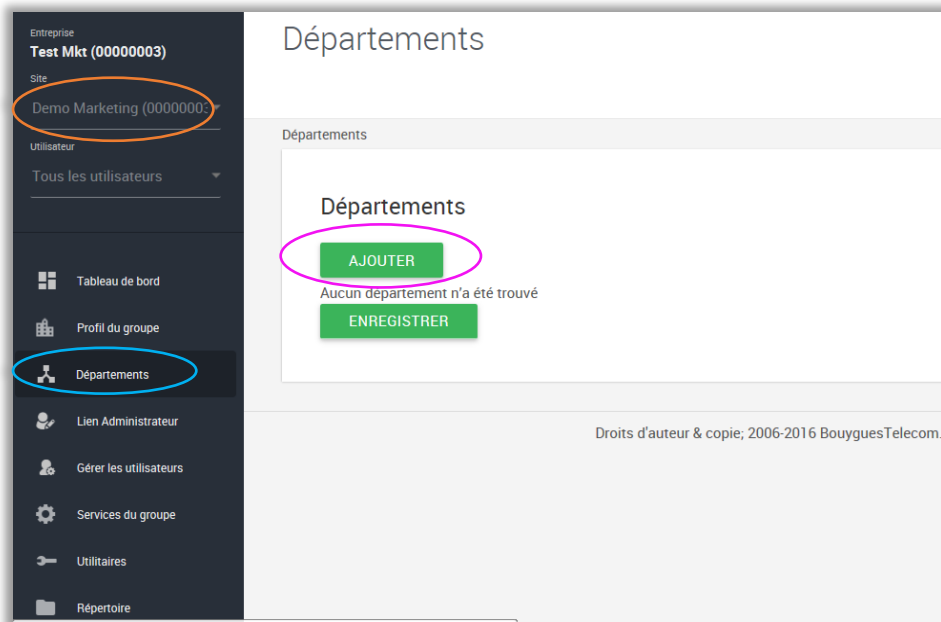 Entreprise
Test Mkt (00000003)
Site
Demo Marketing (00000003
Utilisateur
Tous les utilisateurs
Tableau de bord
Profil du groupe
Départements
Lien Administrateur
Gérer les utilisateurs
Services du groupe
Utilitaires
Répertoire
Départements
Départements
Départements
AJOUTER
Aucun département n'a été trouvé
ENREGISTRER
Droits d'auteur & copie; 2006-2016 BouyguesTelecom.